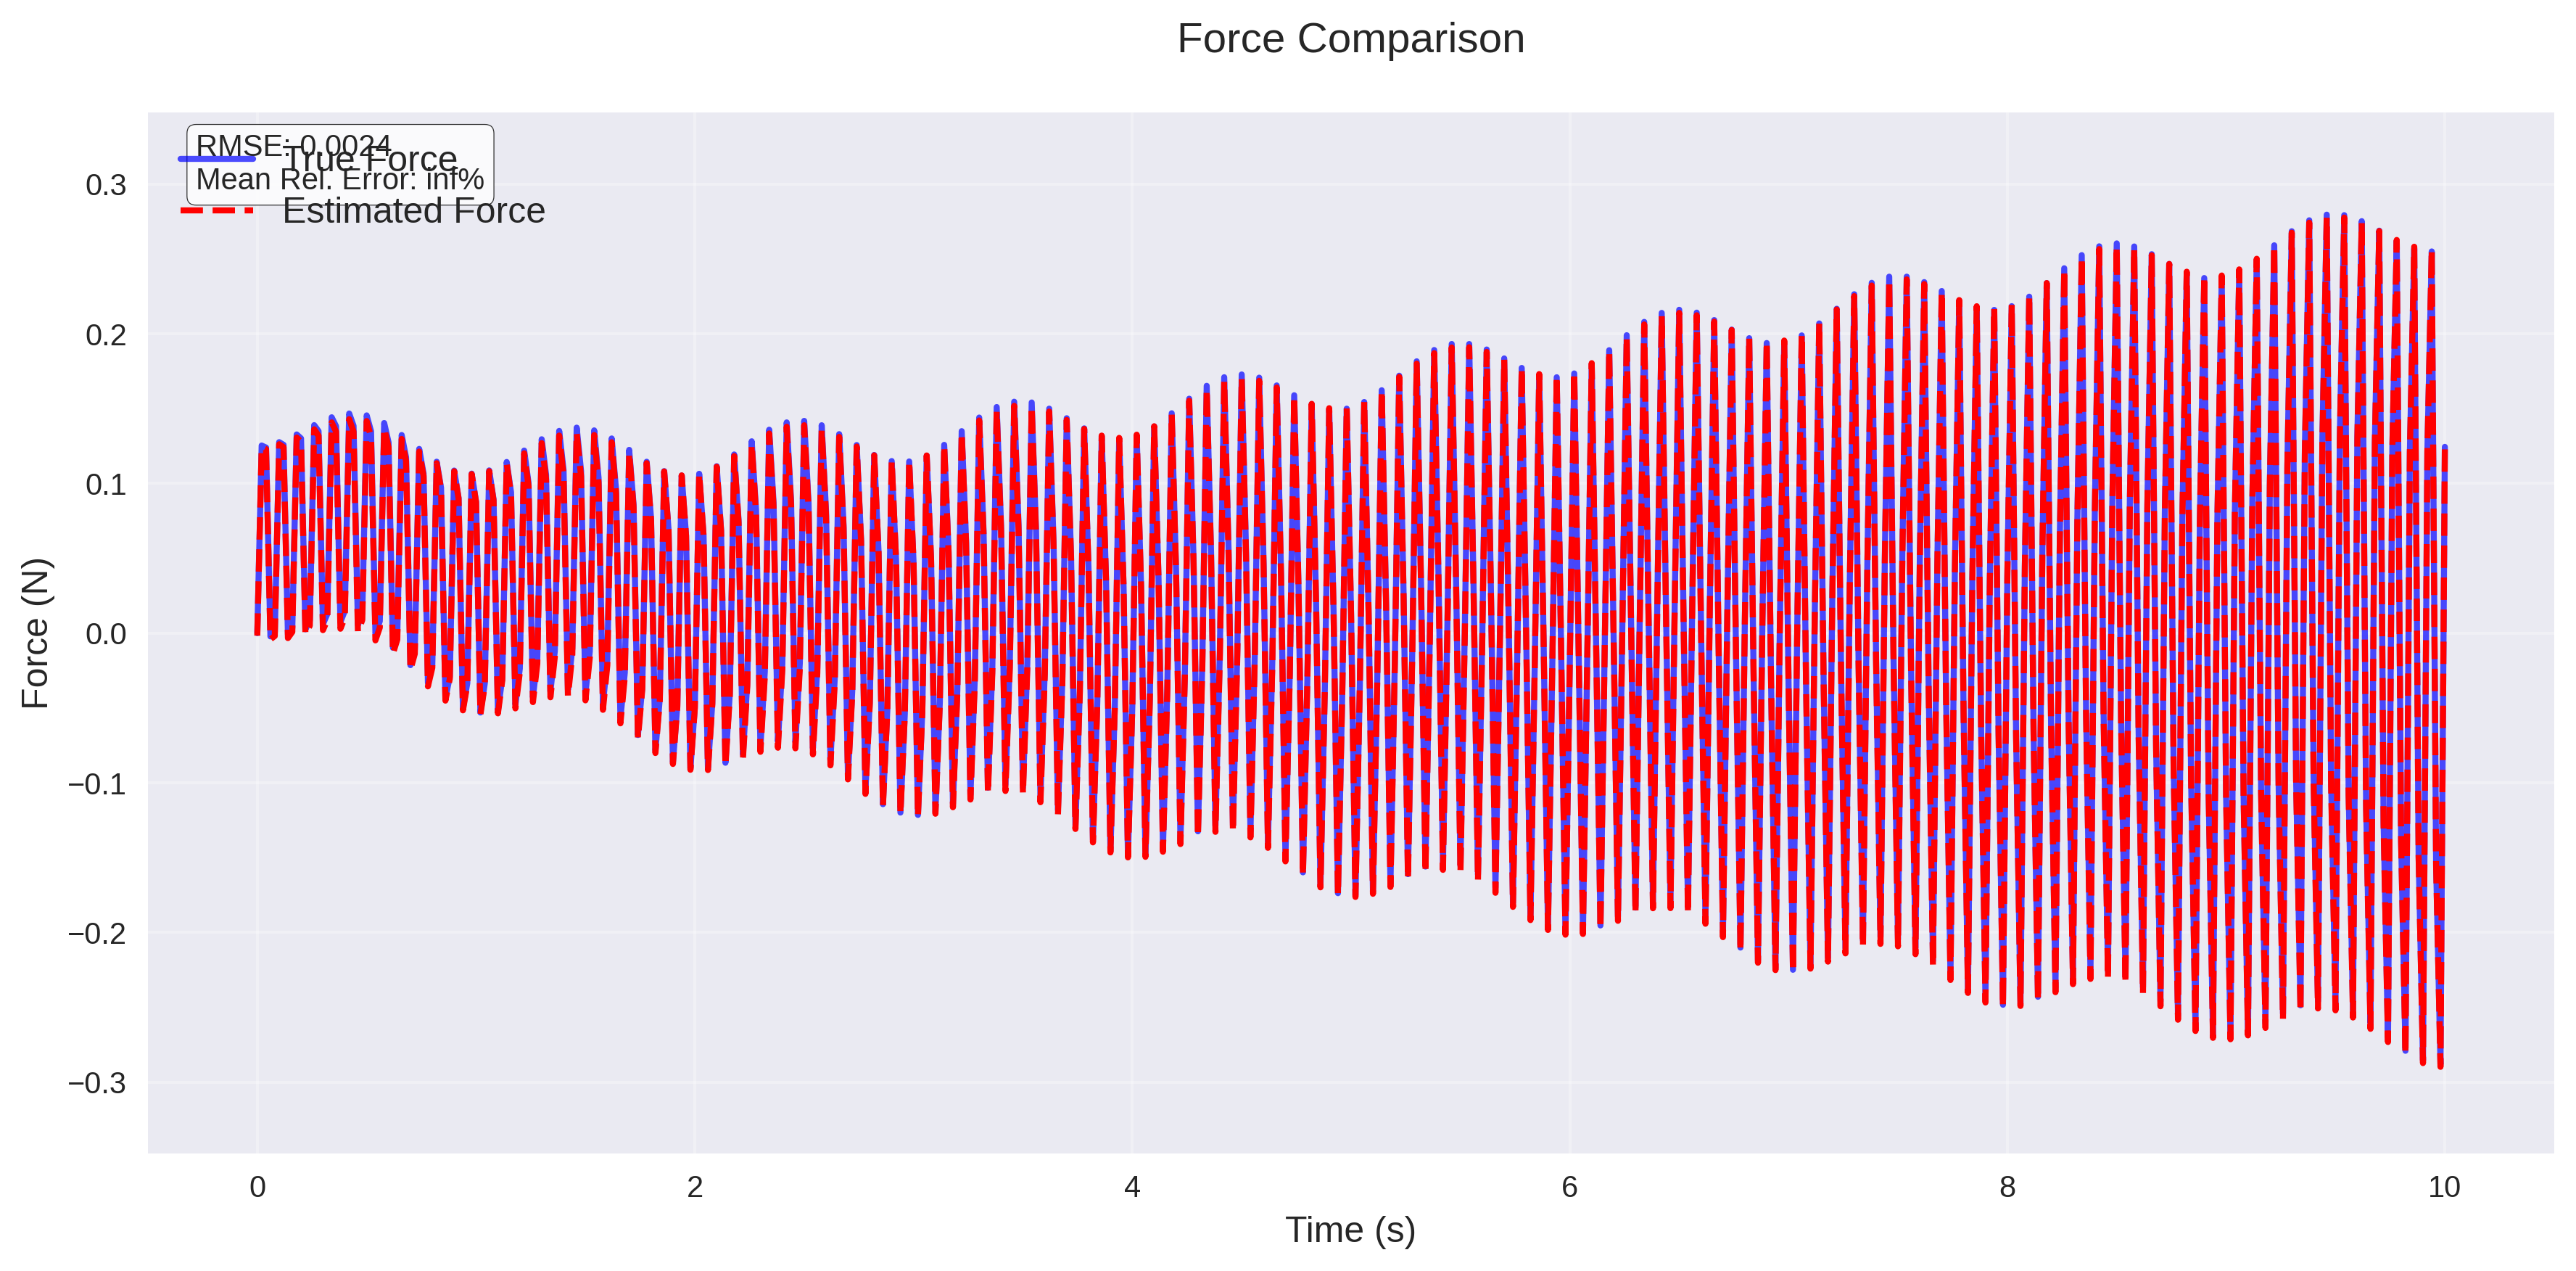 Force Comparison
RMSE: 0.0024
True Force
Mean Rel. Error: inf%
Estimated Force
0.3
0.2
0.1
0.0
−0.1
−0.2
−0.3
Force (N)
0 2 4 6 8 10
Time (s)